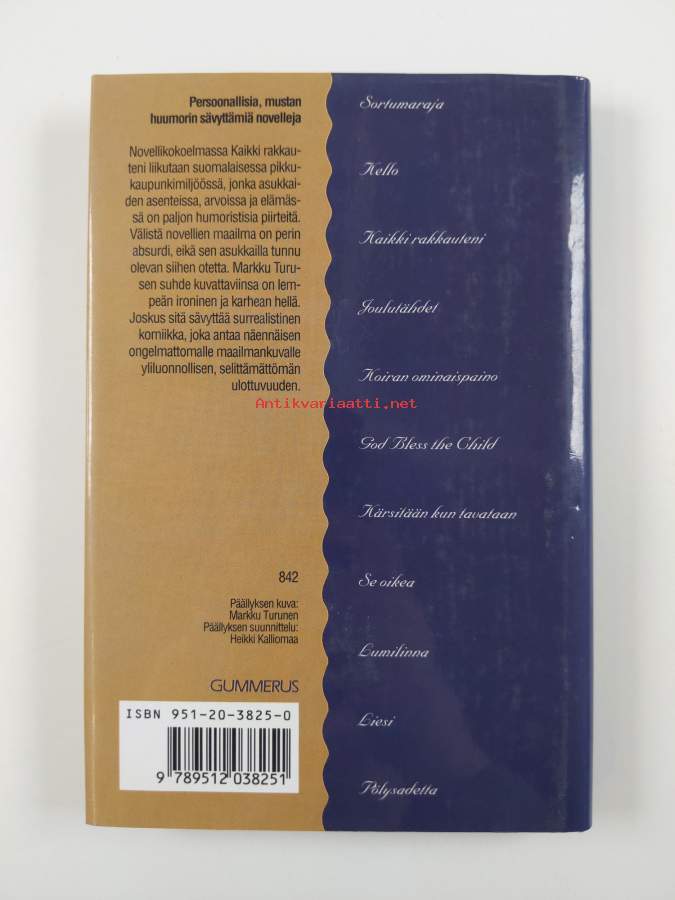 Persoonallisia, mustan
huumorin sävyttämiä novelleja
Novellikokoelmassa Kaikki rakkau-
teni liikutaan suomalaisessa pikku-
kaupunkimiljöössä, jonka asukkai-
den asenteissa, arvoissa ja elämäs-
sä on paljon humoristisia piirteitä.
Välistä novellien maailma on perin
absurdi, eikä sen asukkailla tunnu
olevan siihen otetta. Markku Turu-
sen suhde kuvattaviinsa on lem-
peän ironinen ja karhean hellä.
Joskus sitä sävyttää surrealistinen
komiikka, joka antaa näennäisen
ongelmattomalle maailmankuvalle
yliluonnollisen, selittämättömän
ulottuvuuden.
Antikvariaatti.net
842
Päällyksen kuva:
Markku Turunen
Päällyksen suunnittelu:
Heikki Kalliomaa
GUMMERUS
ISBN 951-20-3825-0
9 789512 038251
Sortumaraja
Kello
Kaikki rakkauteni
Joulutähdet
Koiran ominaispaino
God Bless the Child
Kärsitään kun tavataan
Se oikea
Lumilinna
Liesi
Pölysadetta